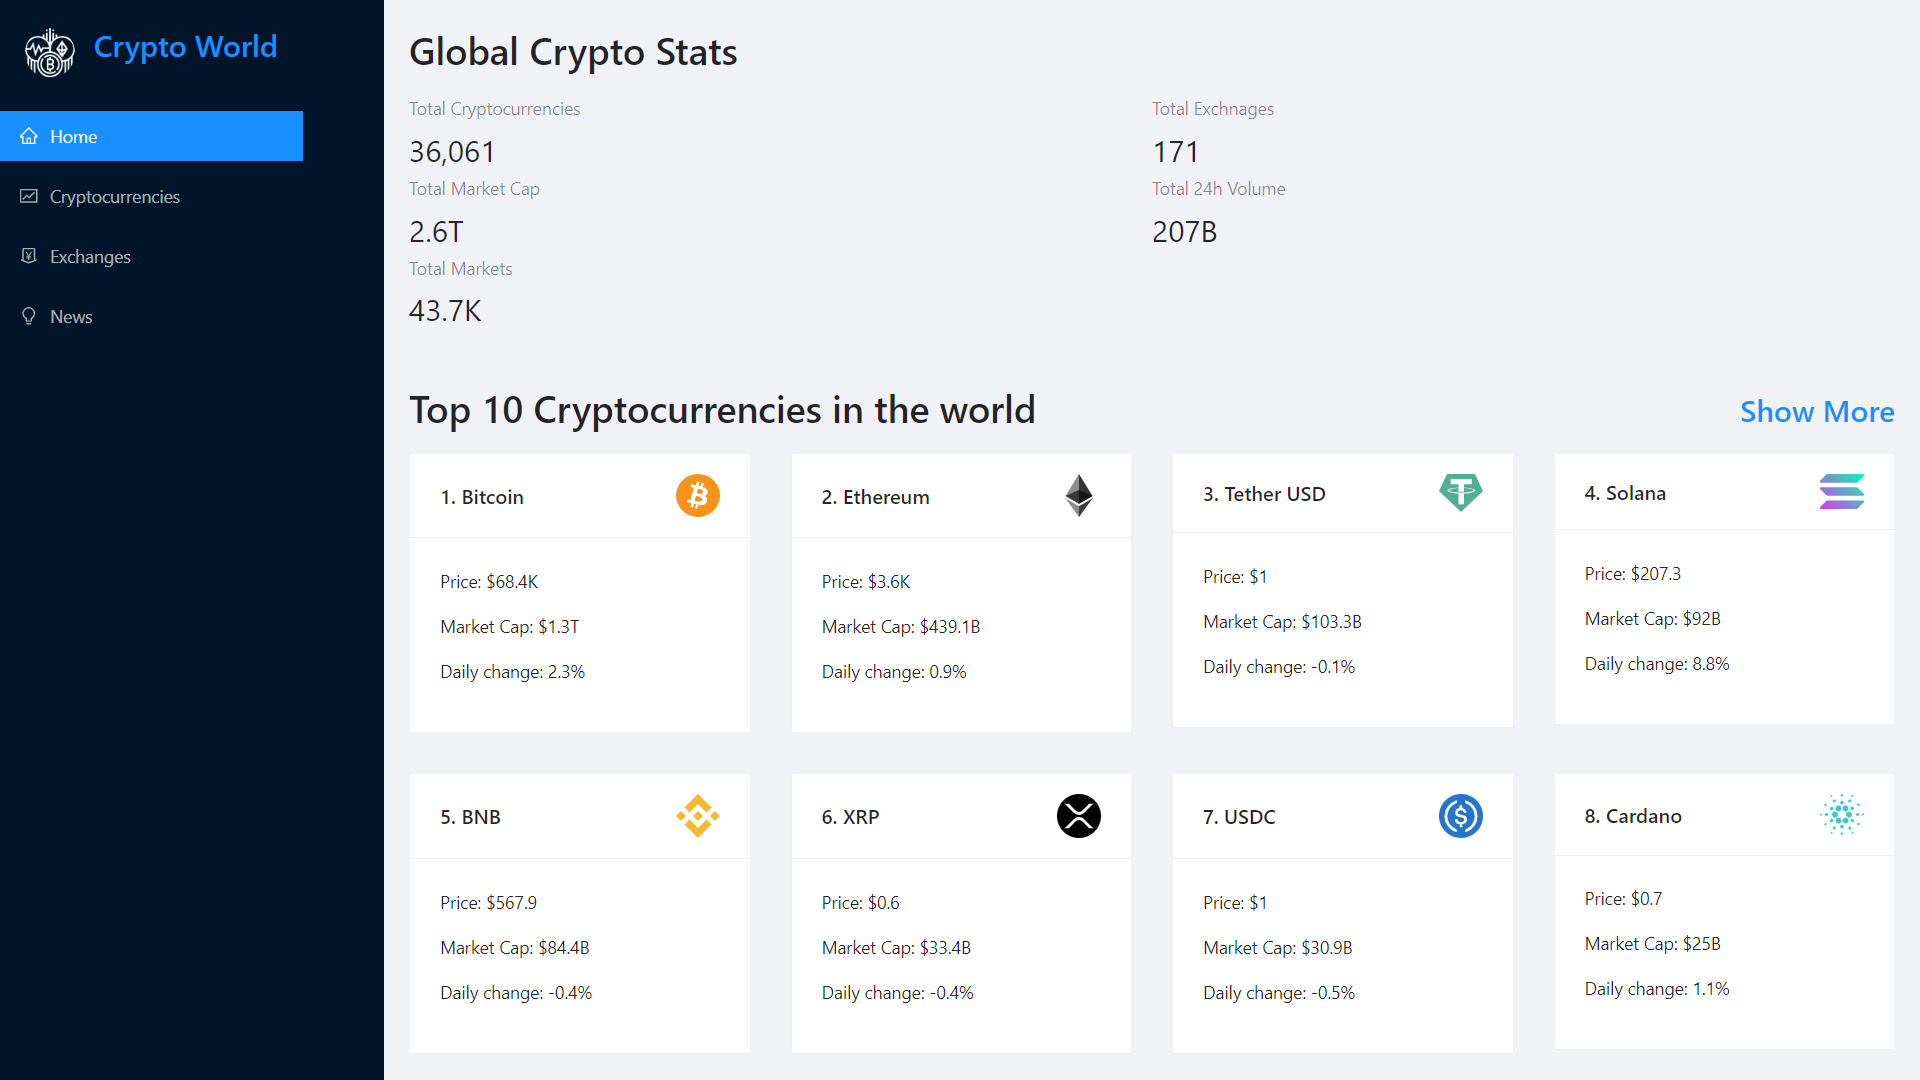 Crypto World
Home
Cryptocurrencies
Exchanges
News
Global Crypto Stats
Total Cryptocurrencies
36,061
Total Exchnages
171
Total Market Cap
2.6T
Total 24h Volume
207B
Total Markets
43.7K
Top 10 Cryptocurrencies in the world
Show More
1. Bitcoin
Price: $68.4K
Market Cap: $1.3T
Daily change: 2.3%
2. Ethereum
Price: $3.6K
Market Cap: $439.1B
Daily change: 0.9%
3. Tether USD
Price: $1
Market Cap: $103.3B
Daily change: -0.1%
4. Solana
Price: $207.3
Market Cap: $92B
Daily change: 8.8%
5. BNB
Price: $567.9
Market Cap: $84.4B
Daily change: -0.4%
6. XRP
Price: $0.6
Market Cap: $33.4B
Daily change: -0.4%
7. USDC
Price: $1
Market Cap: $30.9B
Daily change: -0.5%
8. Cardano
Price: $0.7
Market Cap: $25B
Daily change: 1.1%